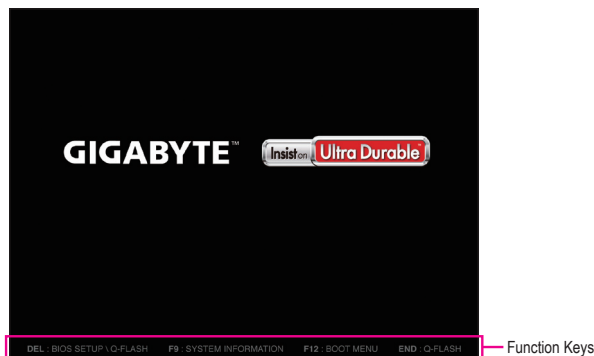 GIGABYTE™
Insist on Ultra Durable™
DEL : BIOS SETUP \ Q-FLASH F9 : SYSTEM INFORMATION F12 : BOOT MENU END : Q-FLASH
Function Keys